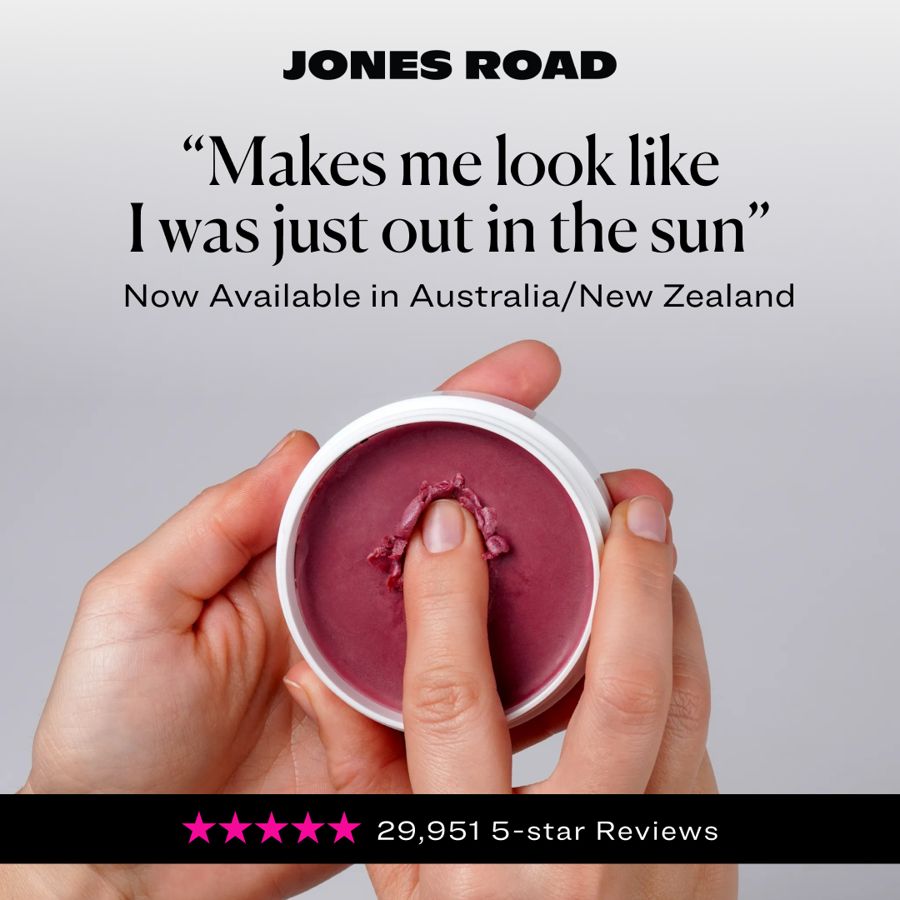 JONES ROAD
“Makes me look like
I was just out in the sun”
Now Available in Australia/New Zealand
★★★★★ 29,951 5-star Reviews